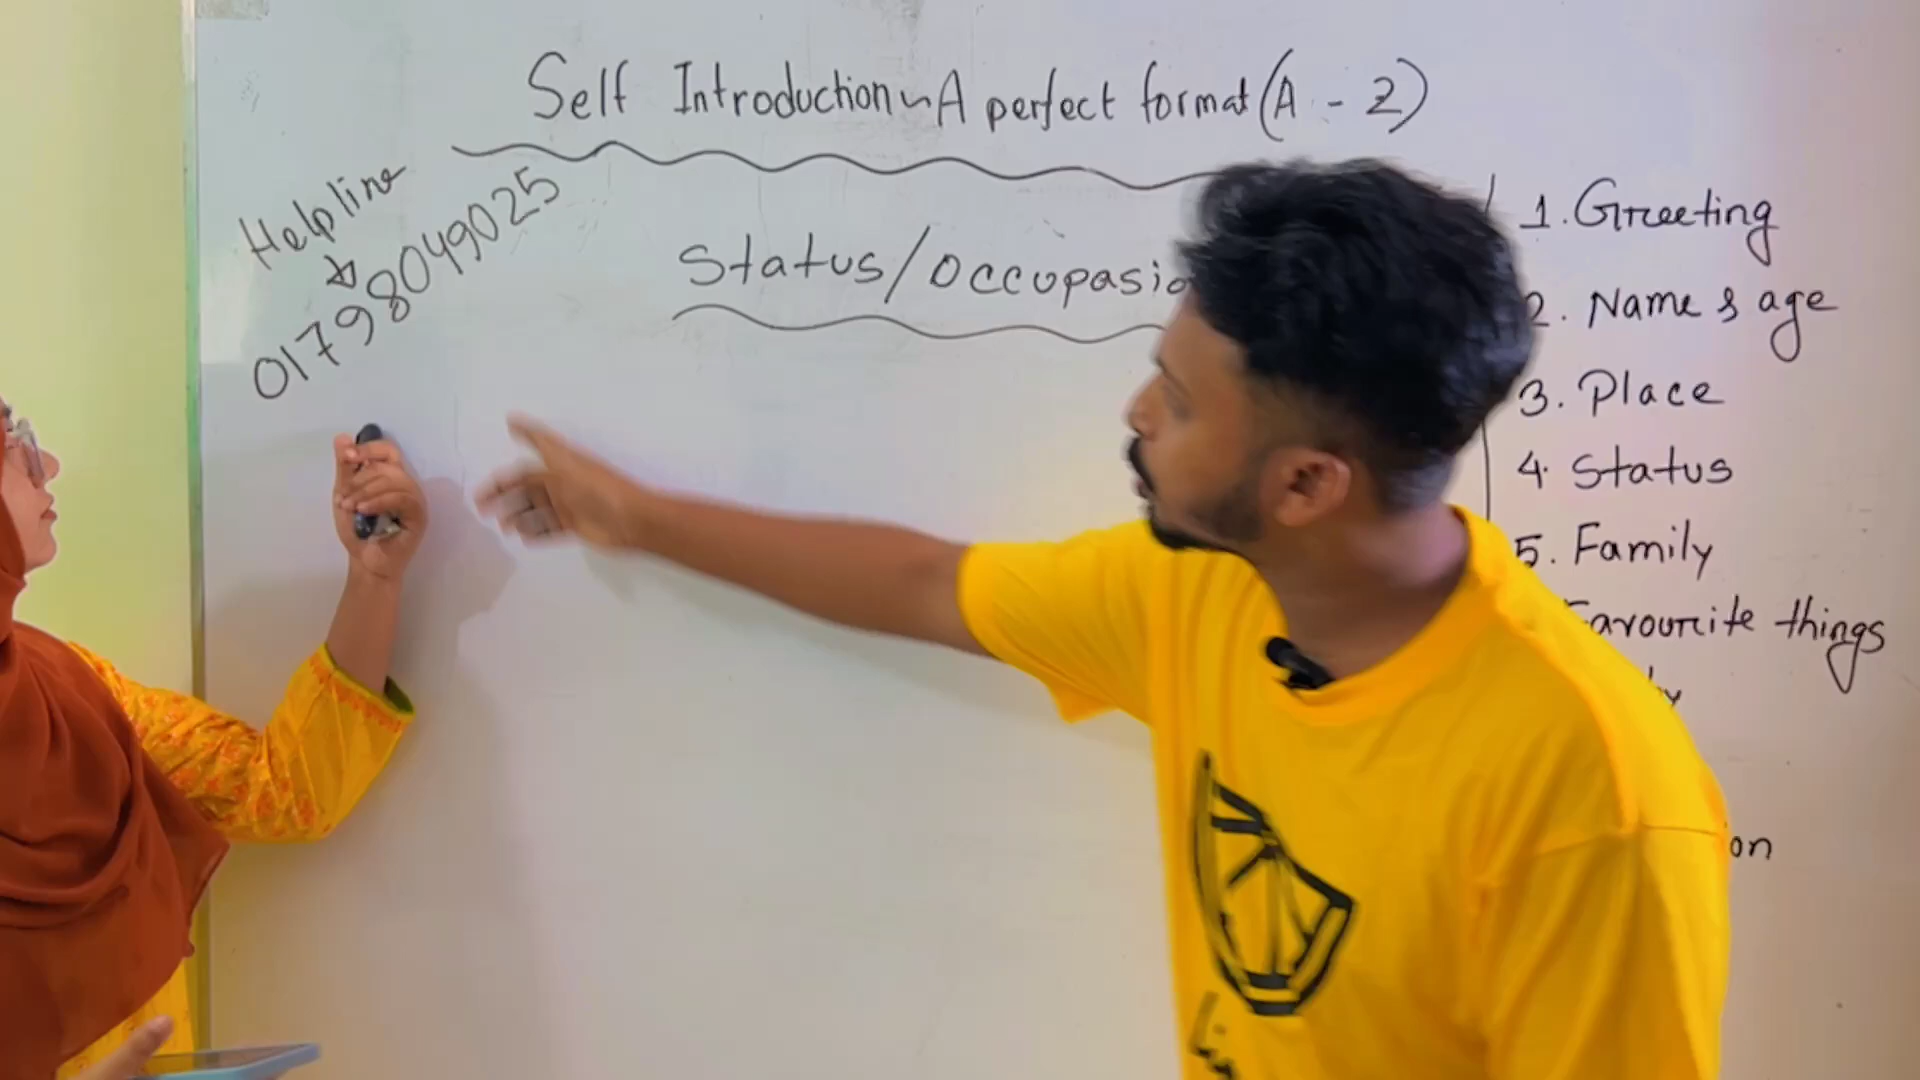 Self Introduction ~ A perfect format (A - Z)
Helpline
01798049025
Status/Occupasio
1. Greeting
2. Name & age
3. Place
4. Status
5. Family
Favourite things
y
on